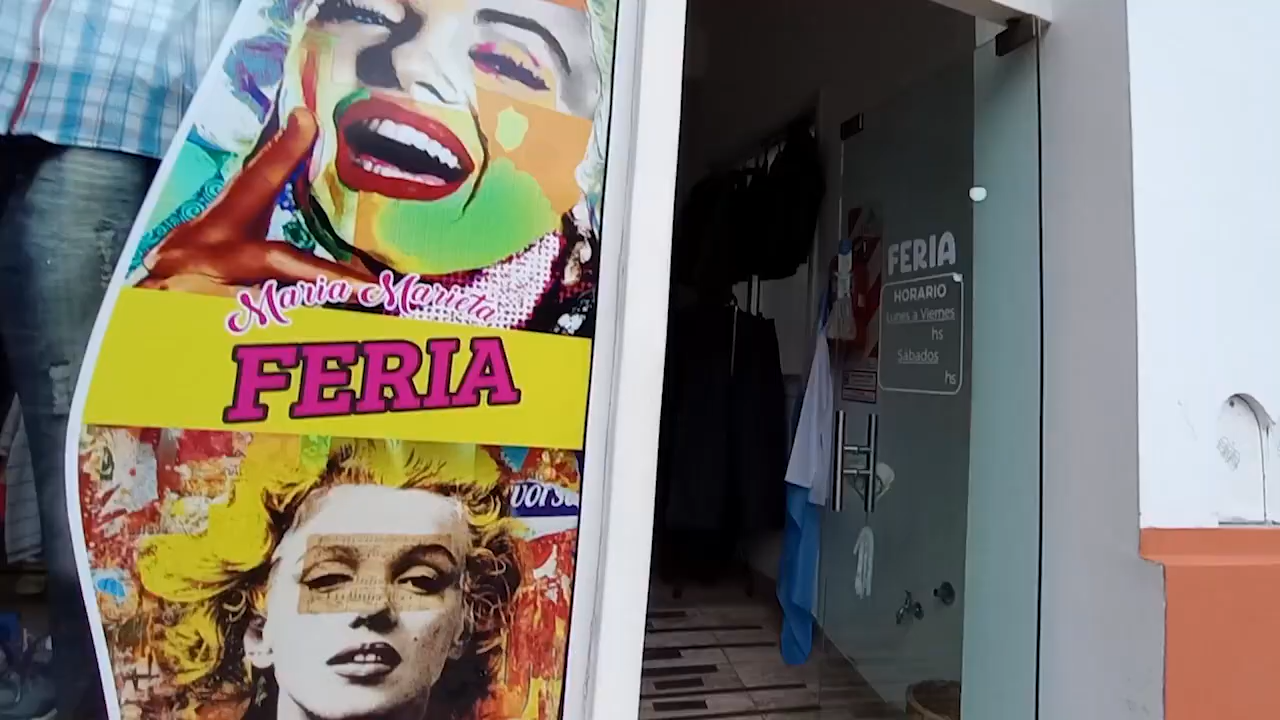 Maria Marieta
FERIA
FERIA
HORARIO
Lunes a Viernes
hs
Sábados
hs